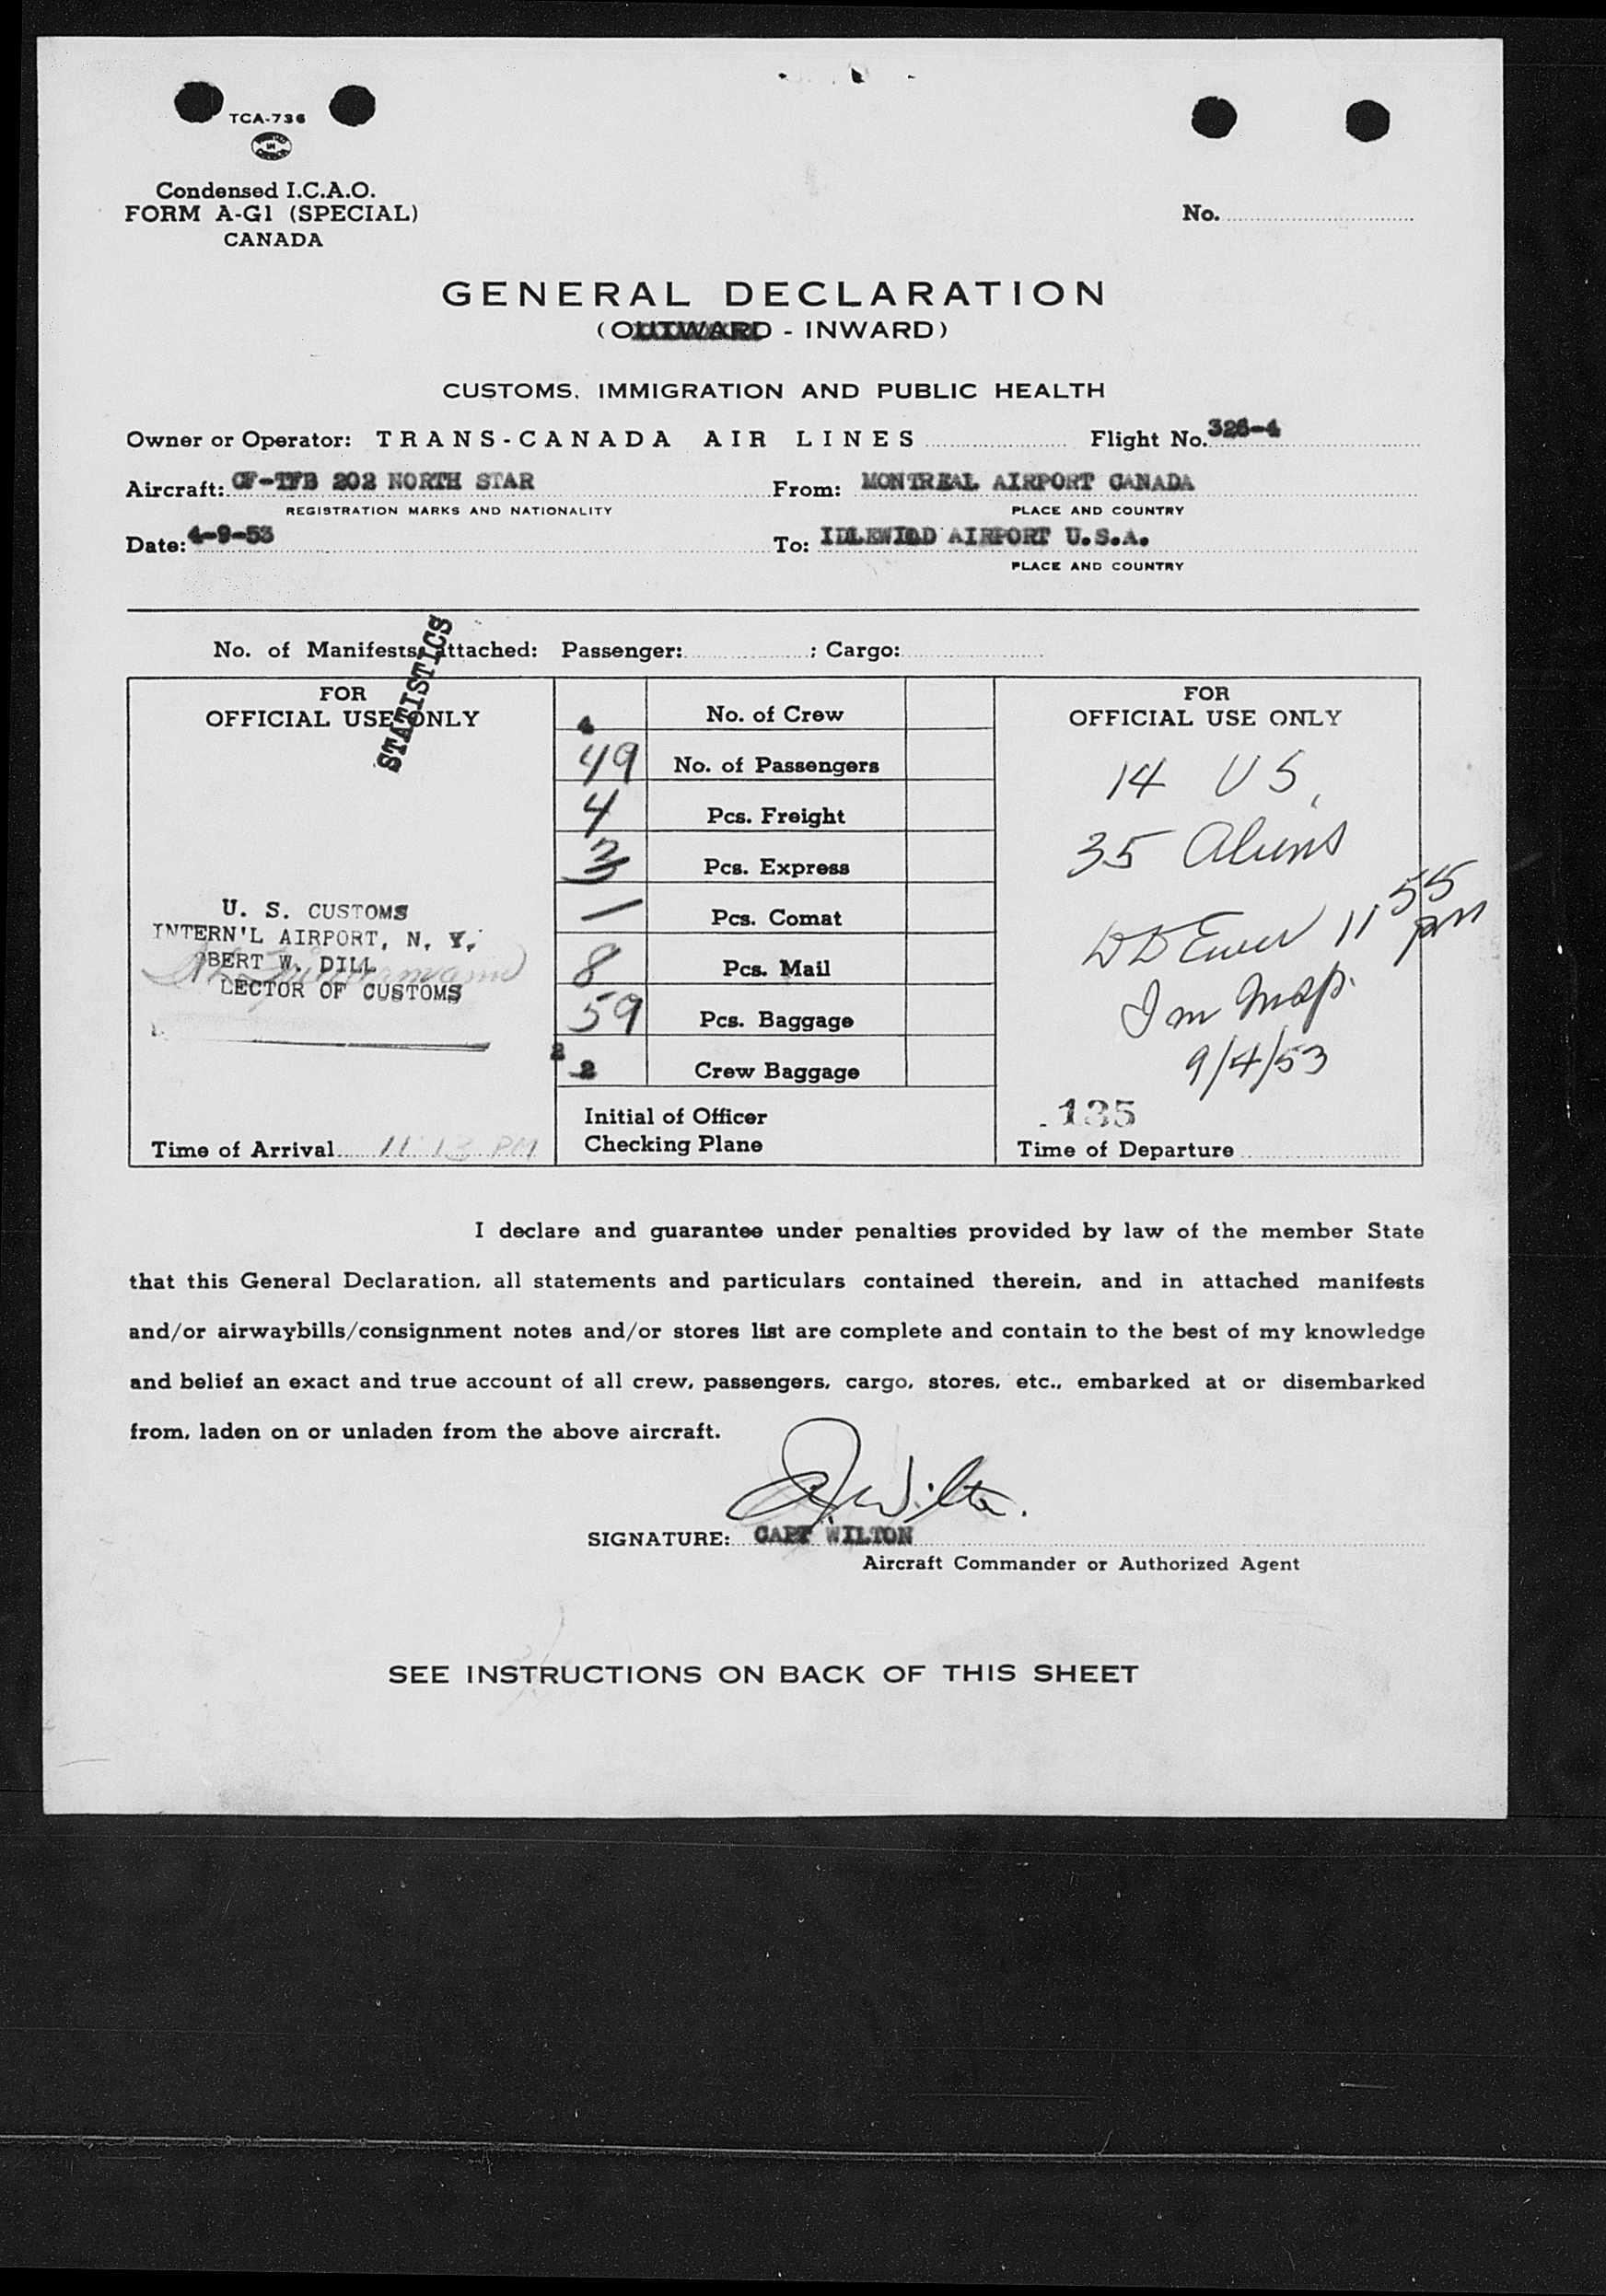 TCA-736
Condensed I.C.A.O.
FORM A-G1 (SPECIAL)
CANADA
No.
GENERAL DECLARATION
(OUTWARD - INWARD)
CUSTOMS, IMMIGRATION AND PUBLIC HEALTH
Owner or Operator: TRANS-CANADA AIR LINES Flight No. 326-4
Aircraft: CF-TFB 202 NORTH STAR From: MONTREAL AIRPORT CANADA
REGISTRATION MARKS AND NATIONALITY PLACE AND COUNTRY
Date: 4-9-53 To: IDLEWILD AIRPORT U.S.A.
PLACE AND COUNTRY
No. of Manifests Attached: Passenger: ; Cargo:
STATISTICS
FOR
OFFICIAL USE ONLY
U. S. CUSTOMS
INTERN'L AIRPORT, N. Y.
BERT W. DILL
LECTOR OF CUSTOMS
Time of Arrival 11 13 PM
4 No. of Crew
49 No. of Passengers
4 Pcs. Freight
3 Pcs. Express
— Pcs. Comat
8 Pcs. Mail
59 Pcs. Baggage
2 2 Crew Baggage
Initial of Officer
Checking Plane
FOR
OFFICIAL USE ONLY
14 US,
35 Aliens
11 55 pm
Im Insp.
9/4/53
135
Time of Departure
I declare and guarantee under penalties provided by law of the member State
that this General Declaration, all statements and particulars contained therein, and in attached manifests
and/or airwaybills/consignment notes and/or stores list are complete and contain to the best of my knowledge
and belief an exact and true account of all crew, passengers, cargo, stores, etc., embarked at or disembarked
from, laden on or unladen from the above aircraft.
Wilton.
SIGNATURE: CAPT WILTON
Aircraft Commander or Authorized Agent
SEE INSTRUCTIONS ON BACK OF THIS SHEET